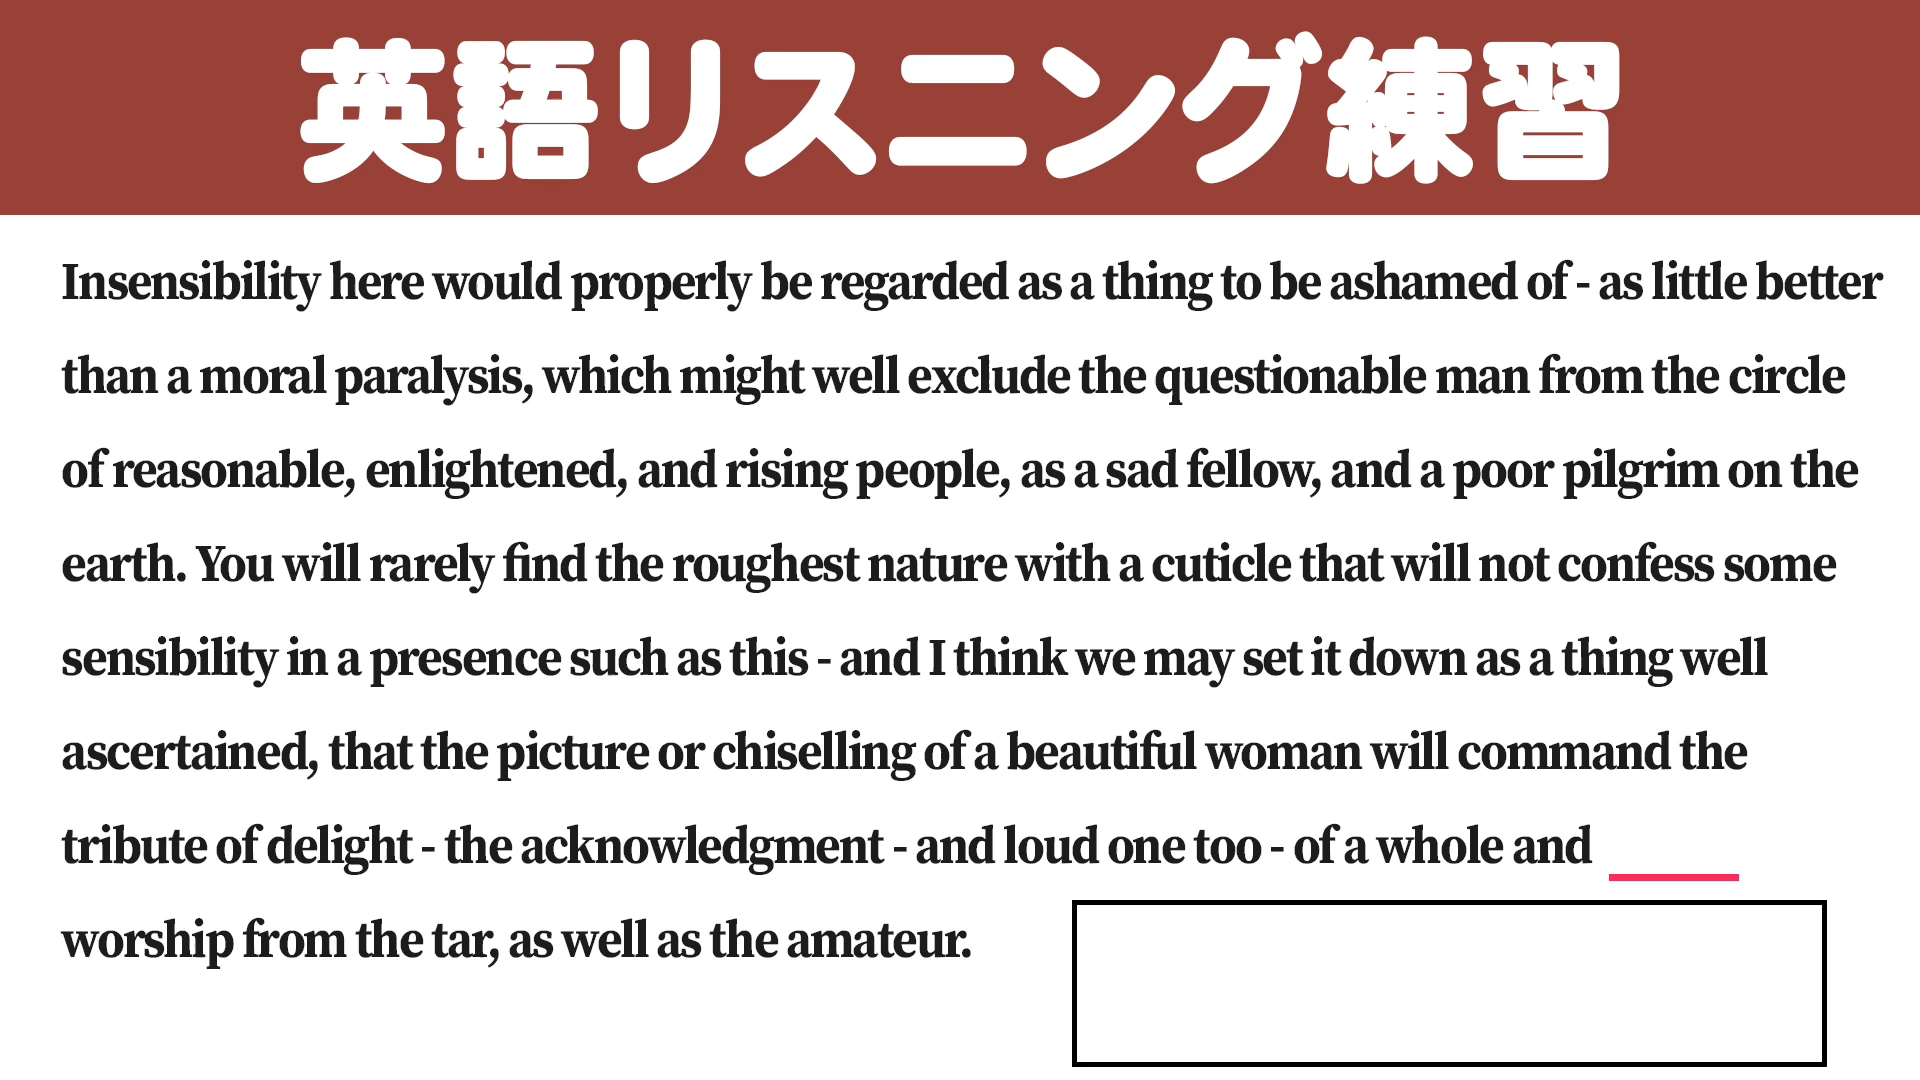 英語リスニング練習
Insensibility here would properly be regarded as a thing to be ashamed of - as little better
than a moral paralysis, which might well exclude the questionable man from the circle
of reasonable, enlightened, and rising people, as a sad fellow, and a poor pilgrim on the
earth. You will rarely find the roughest nature with a cuticle that will not confess some
sensibility in a presence such as this - and I think we may set it down as a thing well
ascertained, that the picture or chiselling of a beautiful woman will command the
tribute of delight - the acknowledgment - and loud one too - of a whole and
worship from the tar, as well as the amateur.